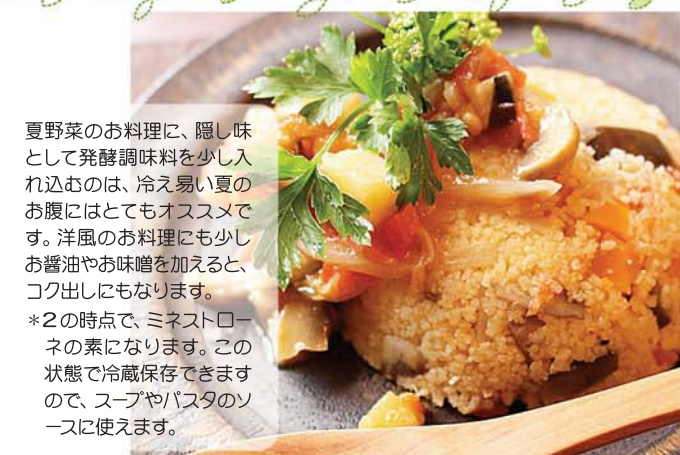 夏野菜のお料理に、隠し味
として発酵調味料を少し入
れ込むのは、冷え易い夏の
お腹にはとてもオススメで
す。洋風のお料理にも少し
お醤油やお味噌を加えると、
コク出しにもなります。
*2の時点で、ミネストロー
ネの素になります。この
状態で冷蔵保存できます
ので、スープやパスタのソ
ースに使えます。